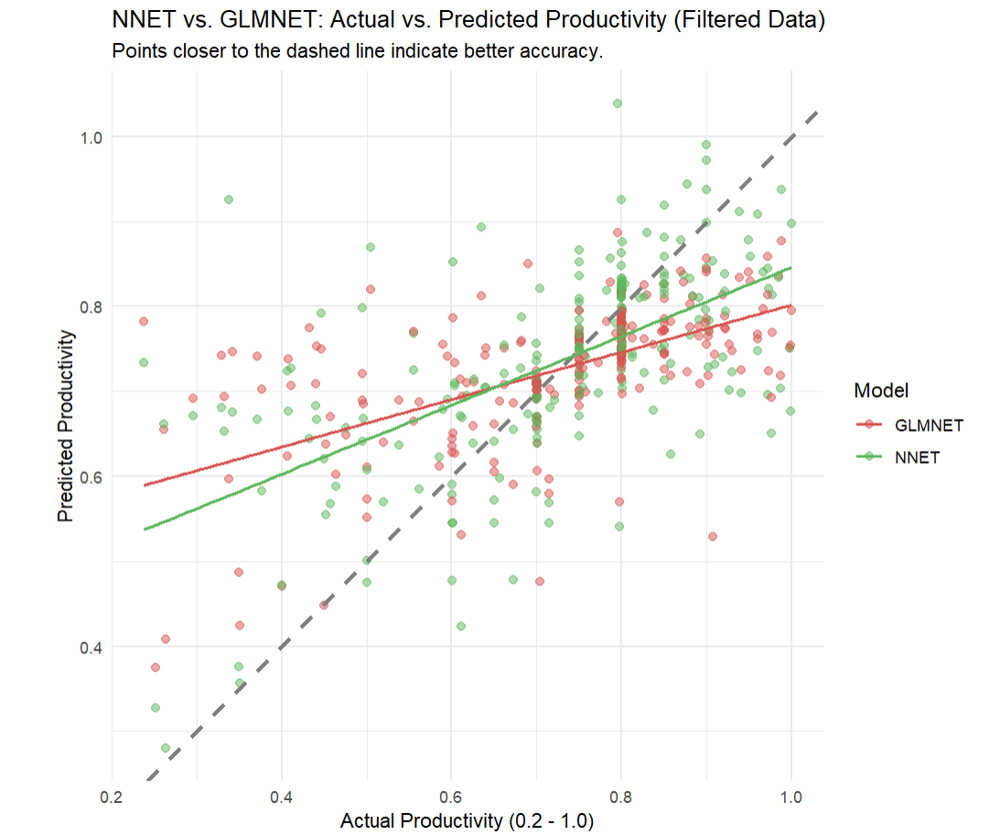 NNET vs. GLMNET: Actual vs. Predicted Productivity (Filtered Data)
Points closer to the dashed line indicate better accuracy.
Predicted Productivity
1.0
0.8
0.6
0.4
0.2 0.4 0.6 0.8 1.0
Actual Productivity (0.2 - 1.0)
Model
GLMNET
NNET